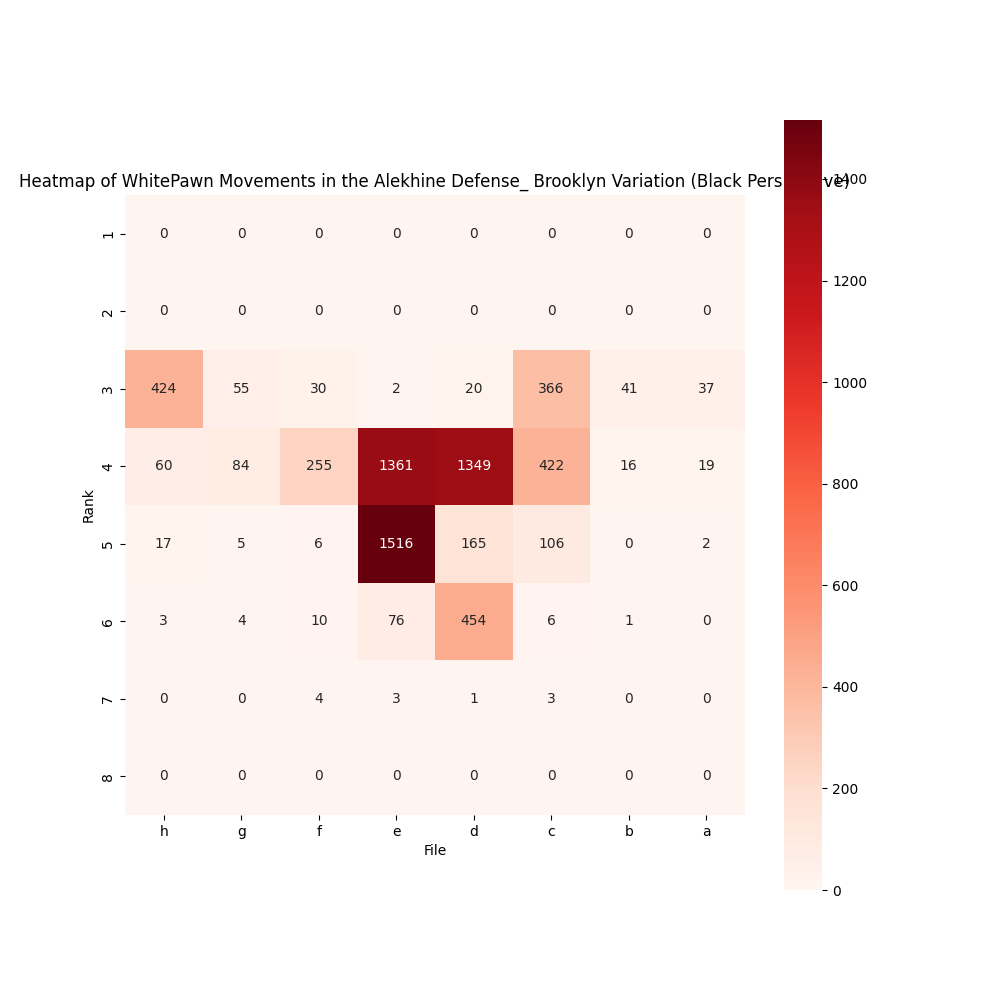 Heatmap of WhitePawn Movements in the Alekhine Defense_ Brooklyn Variation (Black Pers ve)
1400
1 0 0 0 0 0 0 0 0
1200
2 0 0 0 0 0 0 0 0
1000
3 424 55 30 2 20 366 41 37
4 60 84 255 1361 1349 422 16 19
800
Rank
5 17 5 6 1516 165 106 0 2
600
6 3 4 10 76 454 6 1 0
400
7 0 0 4 3 1 3 0 0
8 0 0 0 0 0 0 0 0
200
h g f e d c b a
File
0